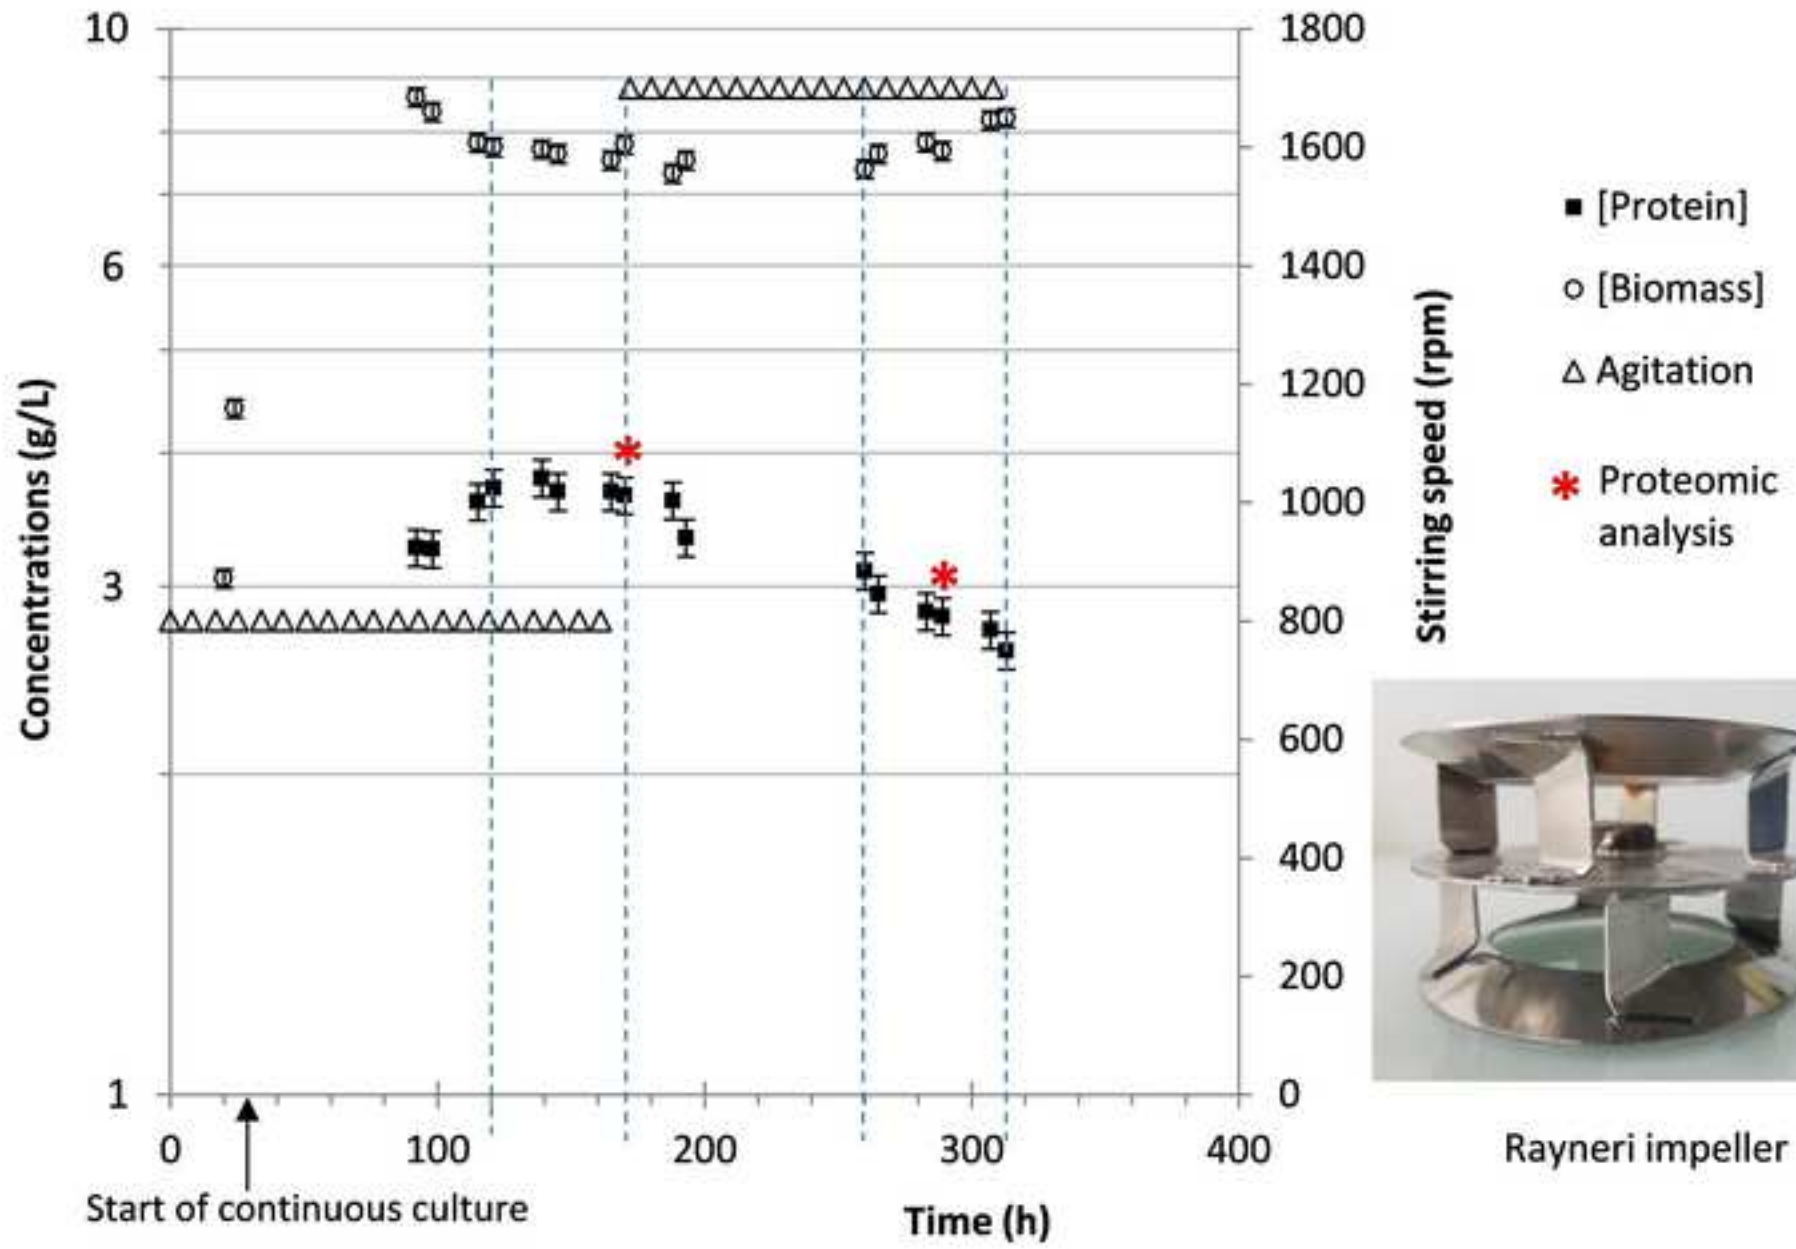 10
6
3
1
Concentrations (g/L)
1800
1600
1400
1200
1000
800
600
400
200
0
Stirring speed (rpm)
0
100
200
300
400
Time (h)
Start of continuous culture
[Protein]
[Biomass]
Agitation
Proteomic
analysis
Rayneri impeller